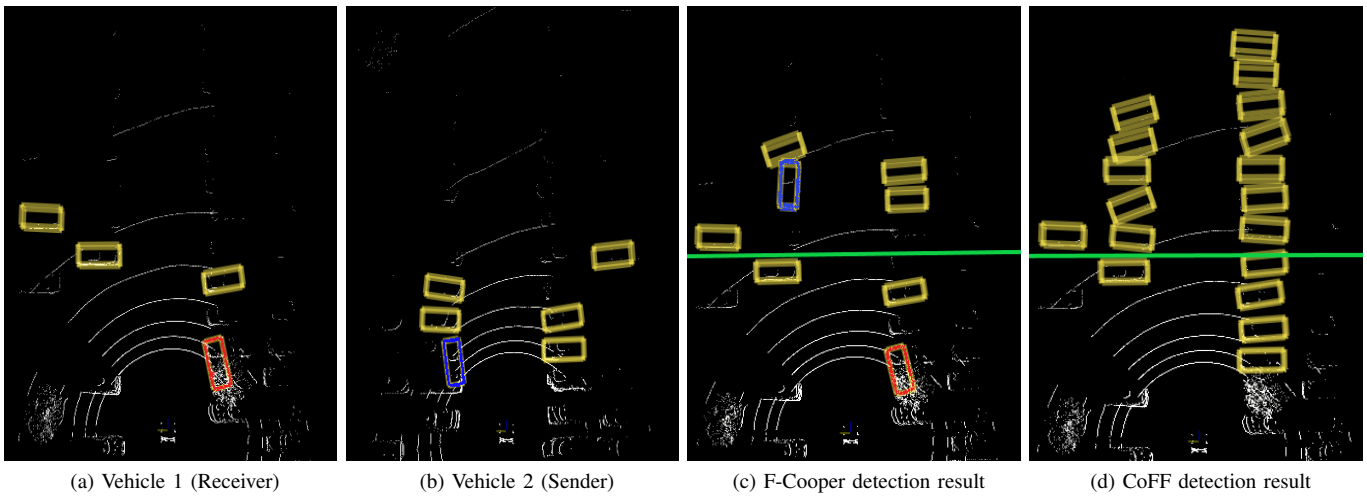 (a) Vehicle 1 (Receiver)
(b) Vehicle 2 (Sender)
(c) F-Cooper detection result
(d) CoFF detection result